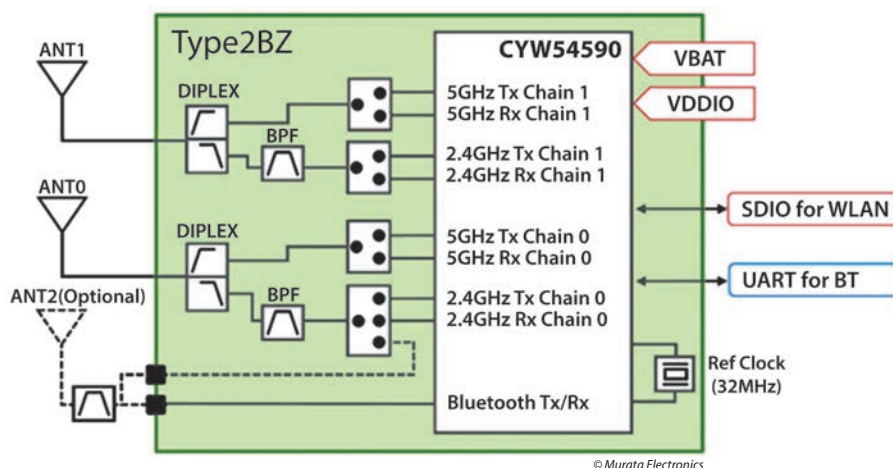 Type2BZ
CYW54590
ANT1
DIPLEX
BPF
5GHz Tx Chain 1
5GHz Rx Chain 1
2.4GHz Tx Chain 1
2.4GHz Rx Chain 1
VBAT
VDDIO
ANT0
DIPLEX
BPF
5GHz Tx Chain 0
5GHz Rx Chain 0
2.4GHz Tx Chain 0
2.4GHz Rx Chain 0
SDIO for WLAN
UART for BT
ANT2(Optional)
Bluetooth Tx/Rx
Ref Clock
(32MHz)
© Murata Electronics